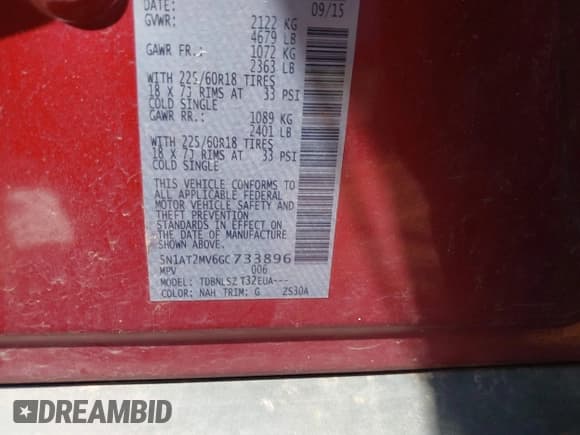 DATE: 09/15
GVWR: 2122 KG
4679 LB
GAWR FR.: 1072 KG
2363 LB
WITH 225/60R18 TIRES
18 X 7J RIMS AT 33 PSI
COLD SINGLE
GAWR RR.: 1089 KG
2401 LB
WITH 225/60R18 TIRES
18 X 7J RIMS AT 33 PSI
COLD SINGLE
THIS VEHICLE CONFORMS TO
ALL APPLICABLE FEDERAL
MOTOR VEHICLE SAFETY AND
THEFT PREVENTION
STANDARDS IN EFFECT ON
THE DATE OF MANUFACTURE
SHOWN ABOVE.
5N1AT2MV6GC733896
MPV 006
MODEL: TDBNLSZ T32EUA---
COLOR: NAH TRIM: G 2S30A
DREAMBID